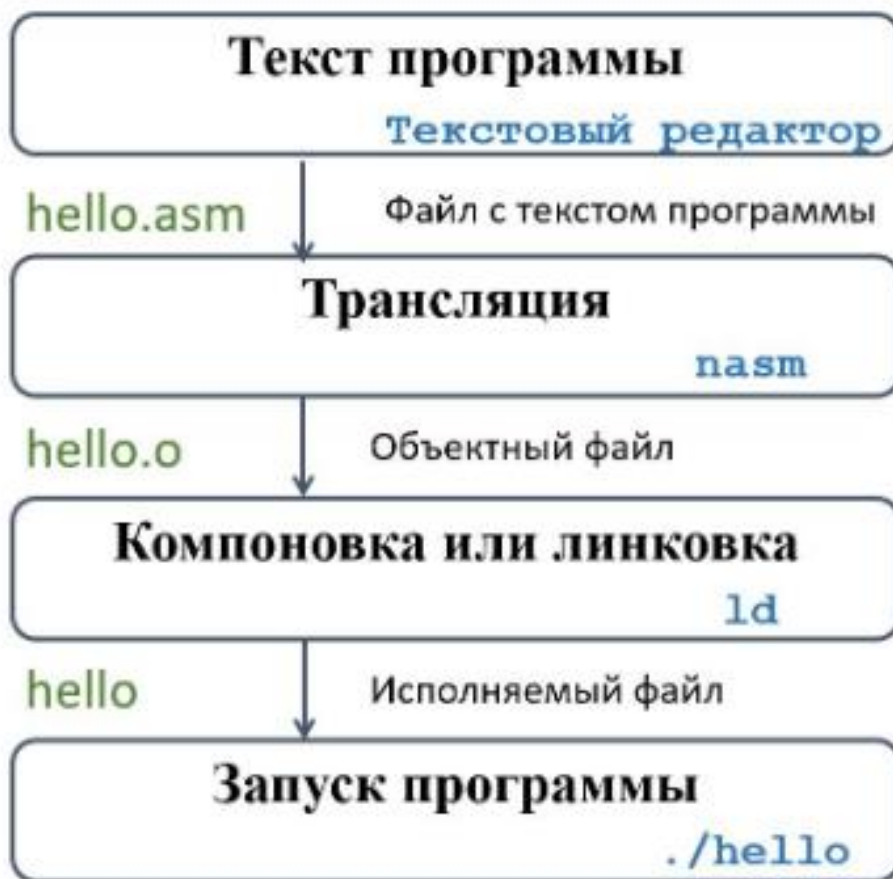 Текст программы
Текстовый редактор
hello.asm Файл с текстом программы
Трансляция
nasm
hello.o Объектный файл
Компоновка или линковка
ld
hello Исполняемый файл
Запуск программы
./hello